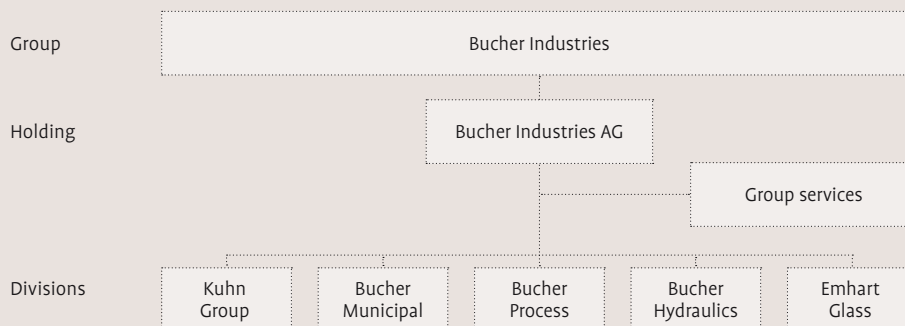 Group
Bucher Industries
Holding
Bucher Industries AG
Group services
Divisions
Kuhn
Group
Bucher
Municipal
Bucher
Process
Bucher
Hydraulics
Emhart
Glass